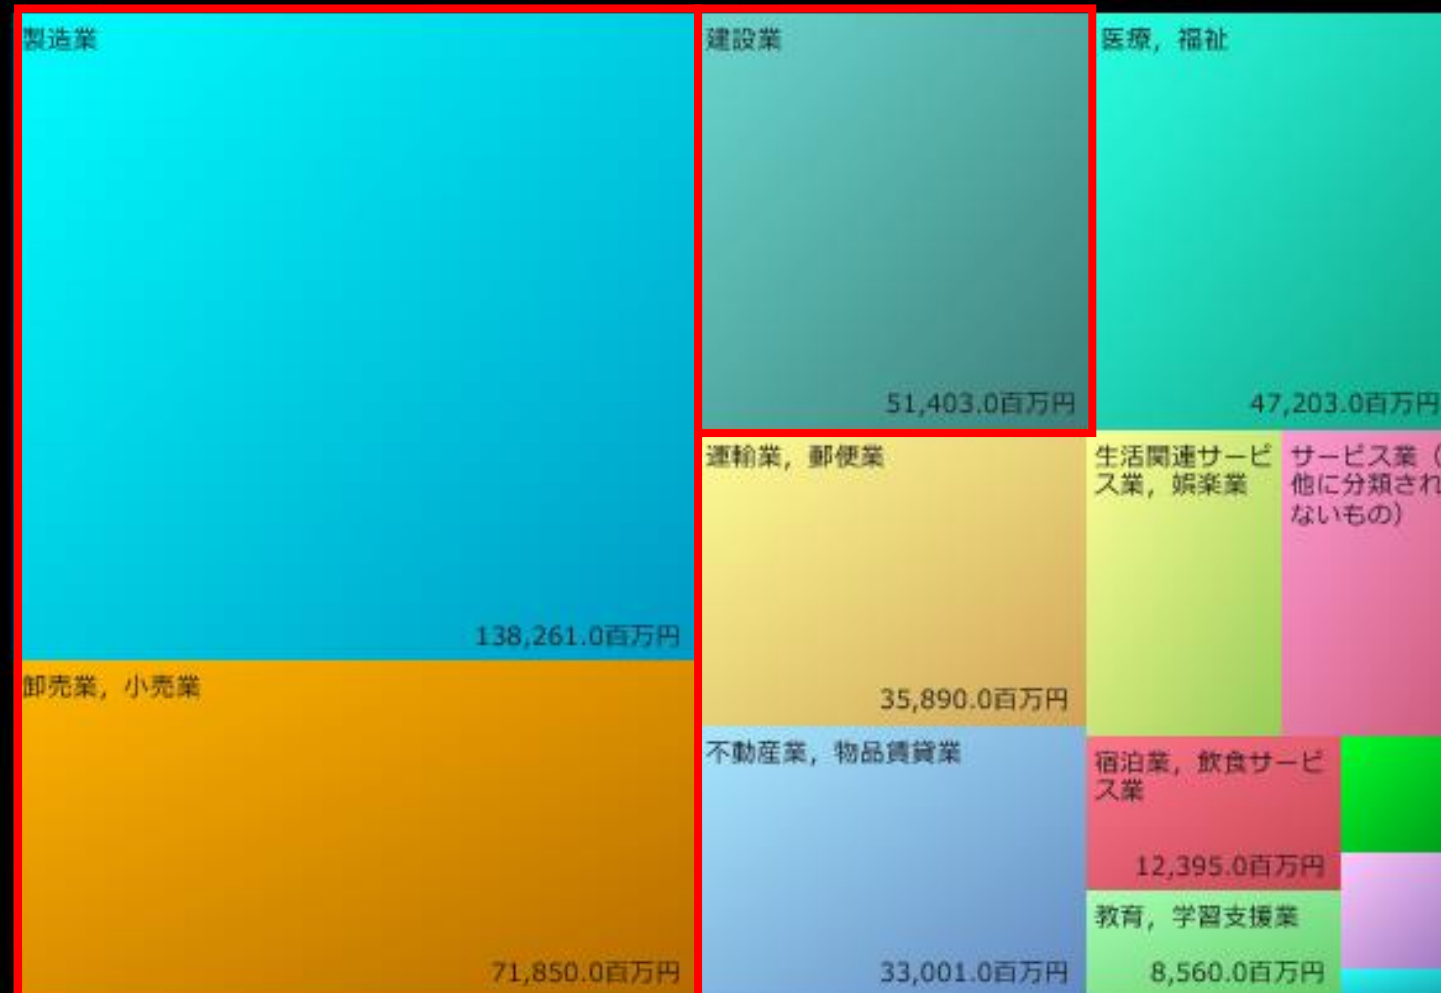 製造業
138,261.0百万円
卸売業，小売業
71,850.0百万円
建設業
51,403.0百万円
医療，福祉
47,203.0百万円
運輸業，郵便業
35,890.0百万円
不動産業，物品賃貸業
33,001.0百万円
生活関連サービ
ス業，娯楽業
サービス業（
他に分類され
ないもの）
宿泊業，飲食サービ
ス業
12,395.0百万円
教育，学習支援業
8,560.0百万円